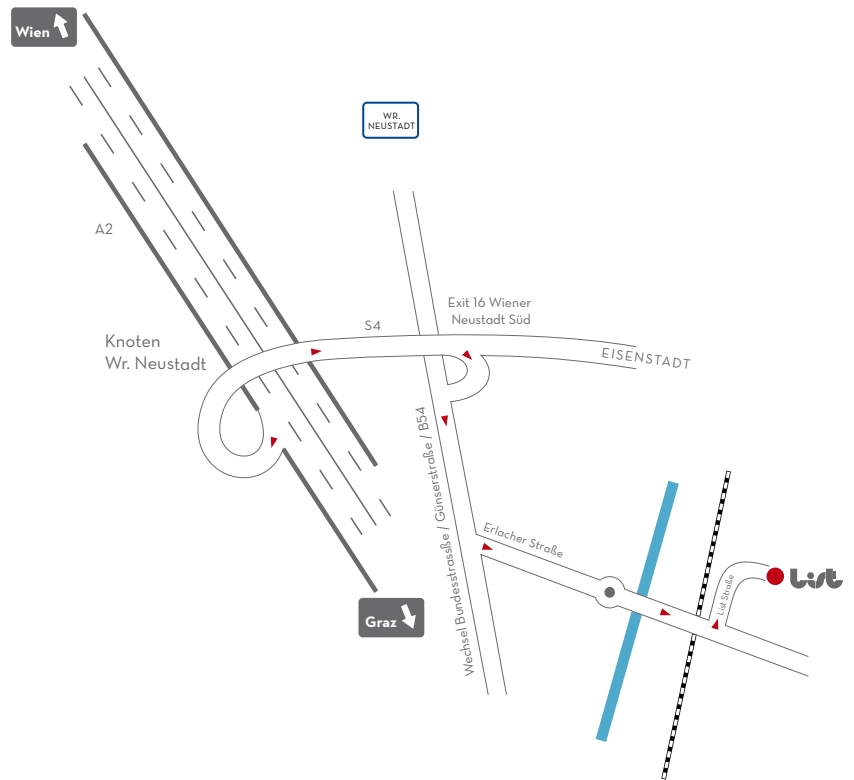 Wien
WR.
NEUSTADT
A2
Exit 16 Wiener
Neustadt Süd
S4
Knoten
Wr. Neustadt
EISENSTADT
Wechsel Bundesstrassße / Günserstraße / B54
Erlacher Straße
List Straße
List
Graz